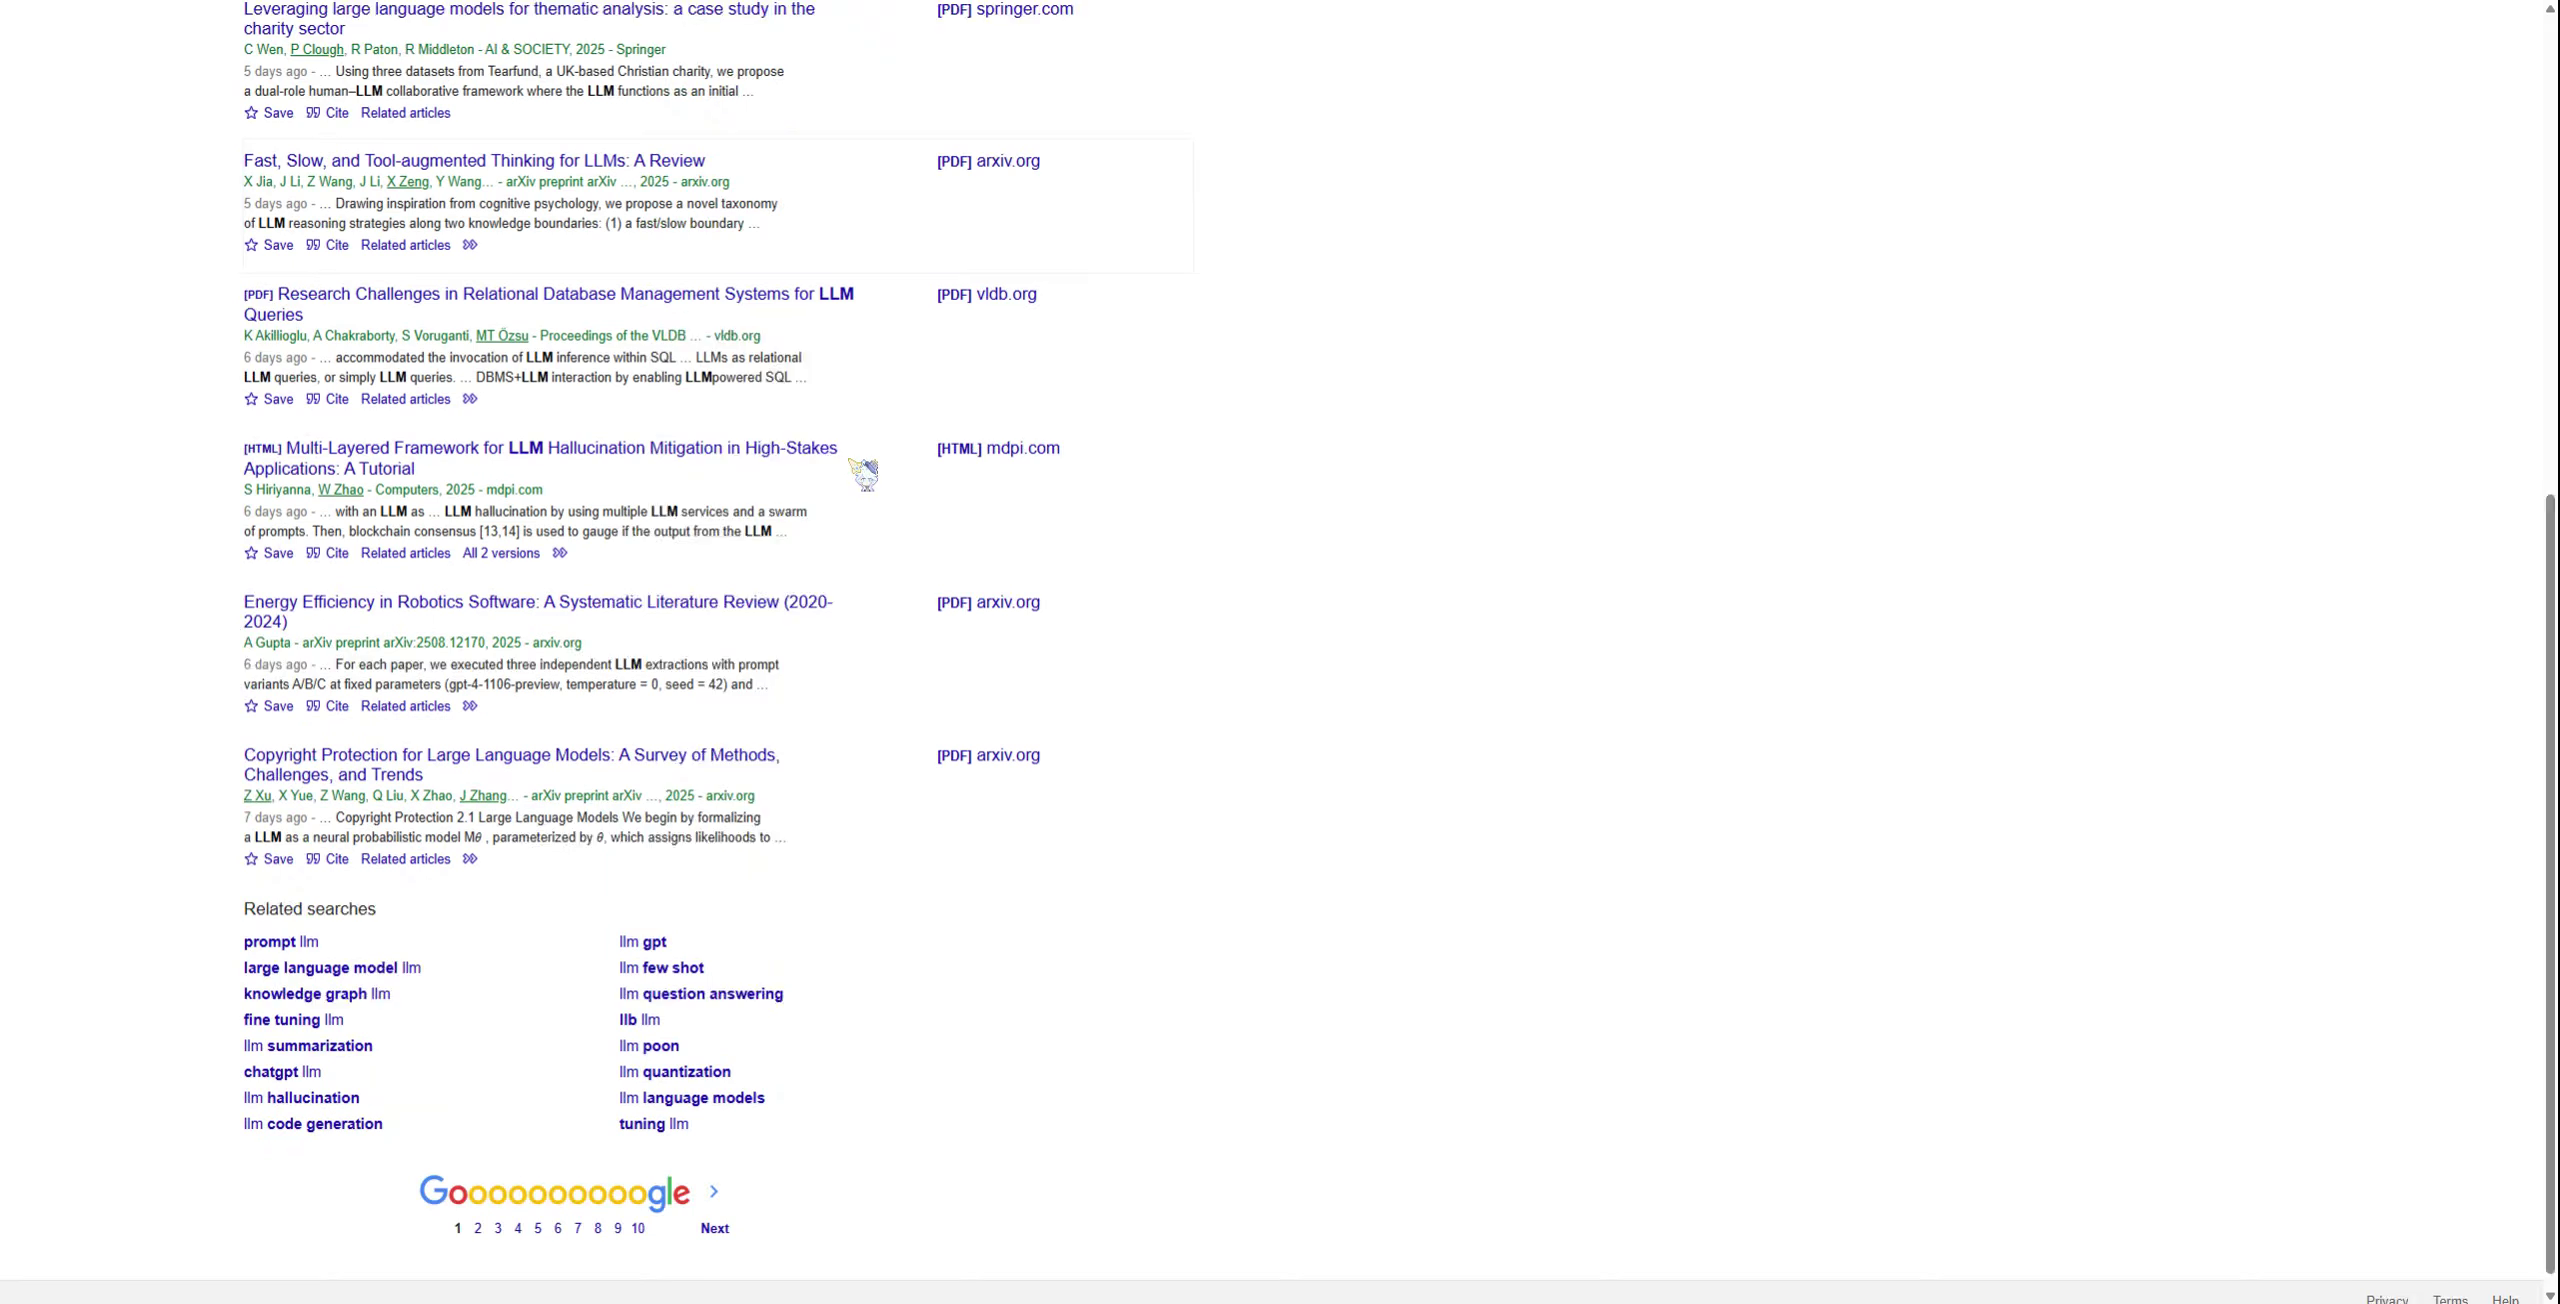 Leveraging large language models for thematic analysis: a case study in the
charity sector
[PDF] springer.com
C Wen, P Clough, R Paton, R Middleton - AI & SOCIETY, 2025 - Springer
5 days ago - ... Using three datasets from Tearfund, a UK-based Christian charity, we propose
a dual-role human–LLM collaborative framework where the LLM functions as an initial ...
Save Cite Related articles
Fast, Slow, and Tool-augmented Thinking for LLMs: A Review
[PDF] arxiv.org
X Jia, J Li, Z Wang, J Li, X Zeng, Y Wang... - arXiv preprint arXiv ..., 2025 - arxiv.org
5 days ago - ... Drawing inspiration from cognitive psychology, we propose a novel taxonomy
of LLM reasoning strategies along two knowledge boundaries: (1) a fast/slow boundary ...
Save Cite Related articles
[PDF] Research Challenges in Relational Database Management Systems for LLM
Queries
[PDF] vldb.org
K Akillioglu, A Chakraborty, S Voruganti, MT Özsu - Proceedings of the VLDB ... - vldb.org
6 days ago - ... accommodated the invocation of LLM inference within SQL ... LLMs as relational
LLM queries, or simply LLM queries. ... DBMS+LLM interaction by enabling LLMpowered SQL ...
Save Cite Related articles
[HTML] Multi-Layered Framework for LLM Hallucination Mitigation in High-Stakes
Applications: A Tutorial
[HTML] mdpi.com
S Hiriyanna, W Zhao - Computers, 2025 - mdpi.com
6 days ago - ... with an LLM as ... LLM hallucination by using multiple LLM services and a swarm
of prompts. Then, blockchain consensus [13,14] is used to gauge if the output from the LLM ...
Save Cite Related articles All 2 versions
Energy Efficiency in Robotics Software: A Systematic Literature Review (2020-
2024)
[PDF] arxiv.org
A Gupta - arXiv preprint arXiv:2508.12170, 2025 - arxiv.org
6 days ago - ... For each paper, we executed three independent LLM extractions with prompt
variants A/B/C at fixed parameters (gpt-4-1106-preview, temperature = 0, seed = 42) and ...
Save Cite Related articles
Copyright Protection for Large Language Models: A Survey of Methods,
Challenges, and Trends
[PDF] arxiv.org
Z Xu, X Yue, Z Wang, Q Liu, X Zhao, J Zhang... - arXiv preprint arXiv ..., 2025 - arxiv.org
7 days ago - ... Copyright Protection 2.1 Large Language Models We begin by formalizing
a LLM as a neural probabilistic model Mθ , parameterized by θ, which assigns likelihoods to ...
Save Cite Related articles
Related searches
prompt llm
large language model llm
knowledge graph llm
fine tuning llm
llm summarization
chatgpt llm
llm hallucination
llm code generation
llm gpt
llm few shot
llm question answering
llb llm
llm poon
llm quantization
llm language models
tuning llm
Goooooooooogle
1 2 3 4 5 6 7 8 9 10 Next
Privacy Terms Help